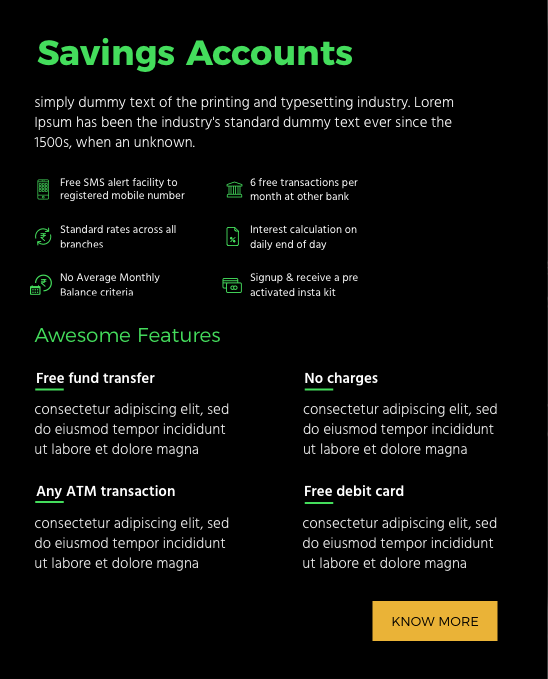 Savings Accounts
simply dummy text of the printing and typesetting industry. Lorem
Ipsum has been the industry's standard dummy text ever since the
1500s, when an unknown.
Free SMS alert facility to
registered mobile number
6 free transactions per
month at other bank
Standard rates across all
branches
Interest calculation on
daily end of day
No Average Monthly
Balance criteria
Signup & receive a pre
activated insta kit
Awesome Features
Free fund transfer
consectetur adipiscing elit, sed
do eiusmod tempor incididunt
ut labore et dolore magna
No charges
consectetur adipiscing elit, sed
do eiusmod tempor incididunt
ut labore et dolore magna
Any ATM transaction
consectetur adipiscing elit, sed
do eiusmod tempor incididunt
ut labore et dolore magna
Free debit card
consectetur adipiscing elit, sed
do eiusmod tempor incididunt
ut labore et dolore magna
KNOW MORE